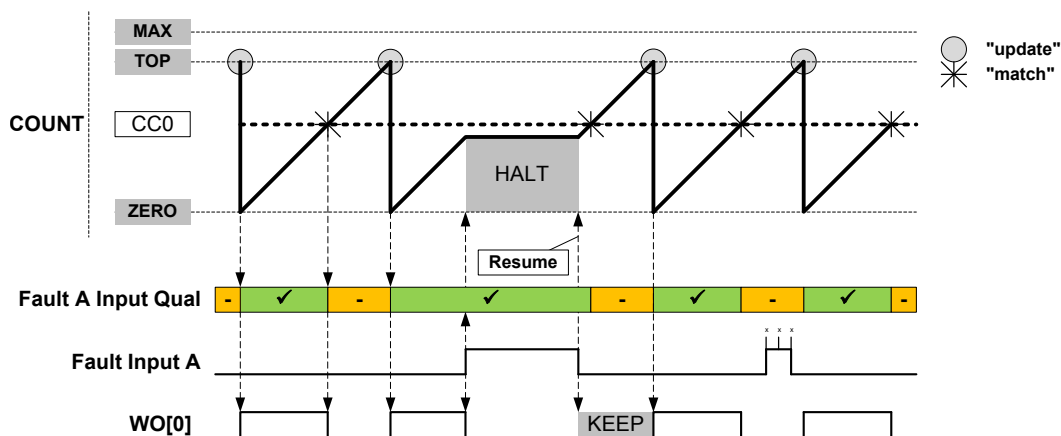 MAX
"update"
TOP
"match"
COUNT
CC0
HALT
ZERO
Resume
Fault A Input Qual
- ✓ - ✓ - ✓ - ✓ -
x x x
Fault Input A
WO[0]
KEEP